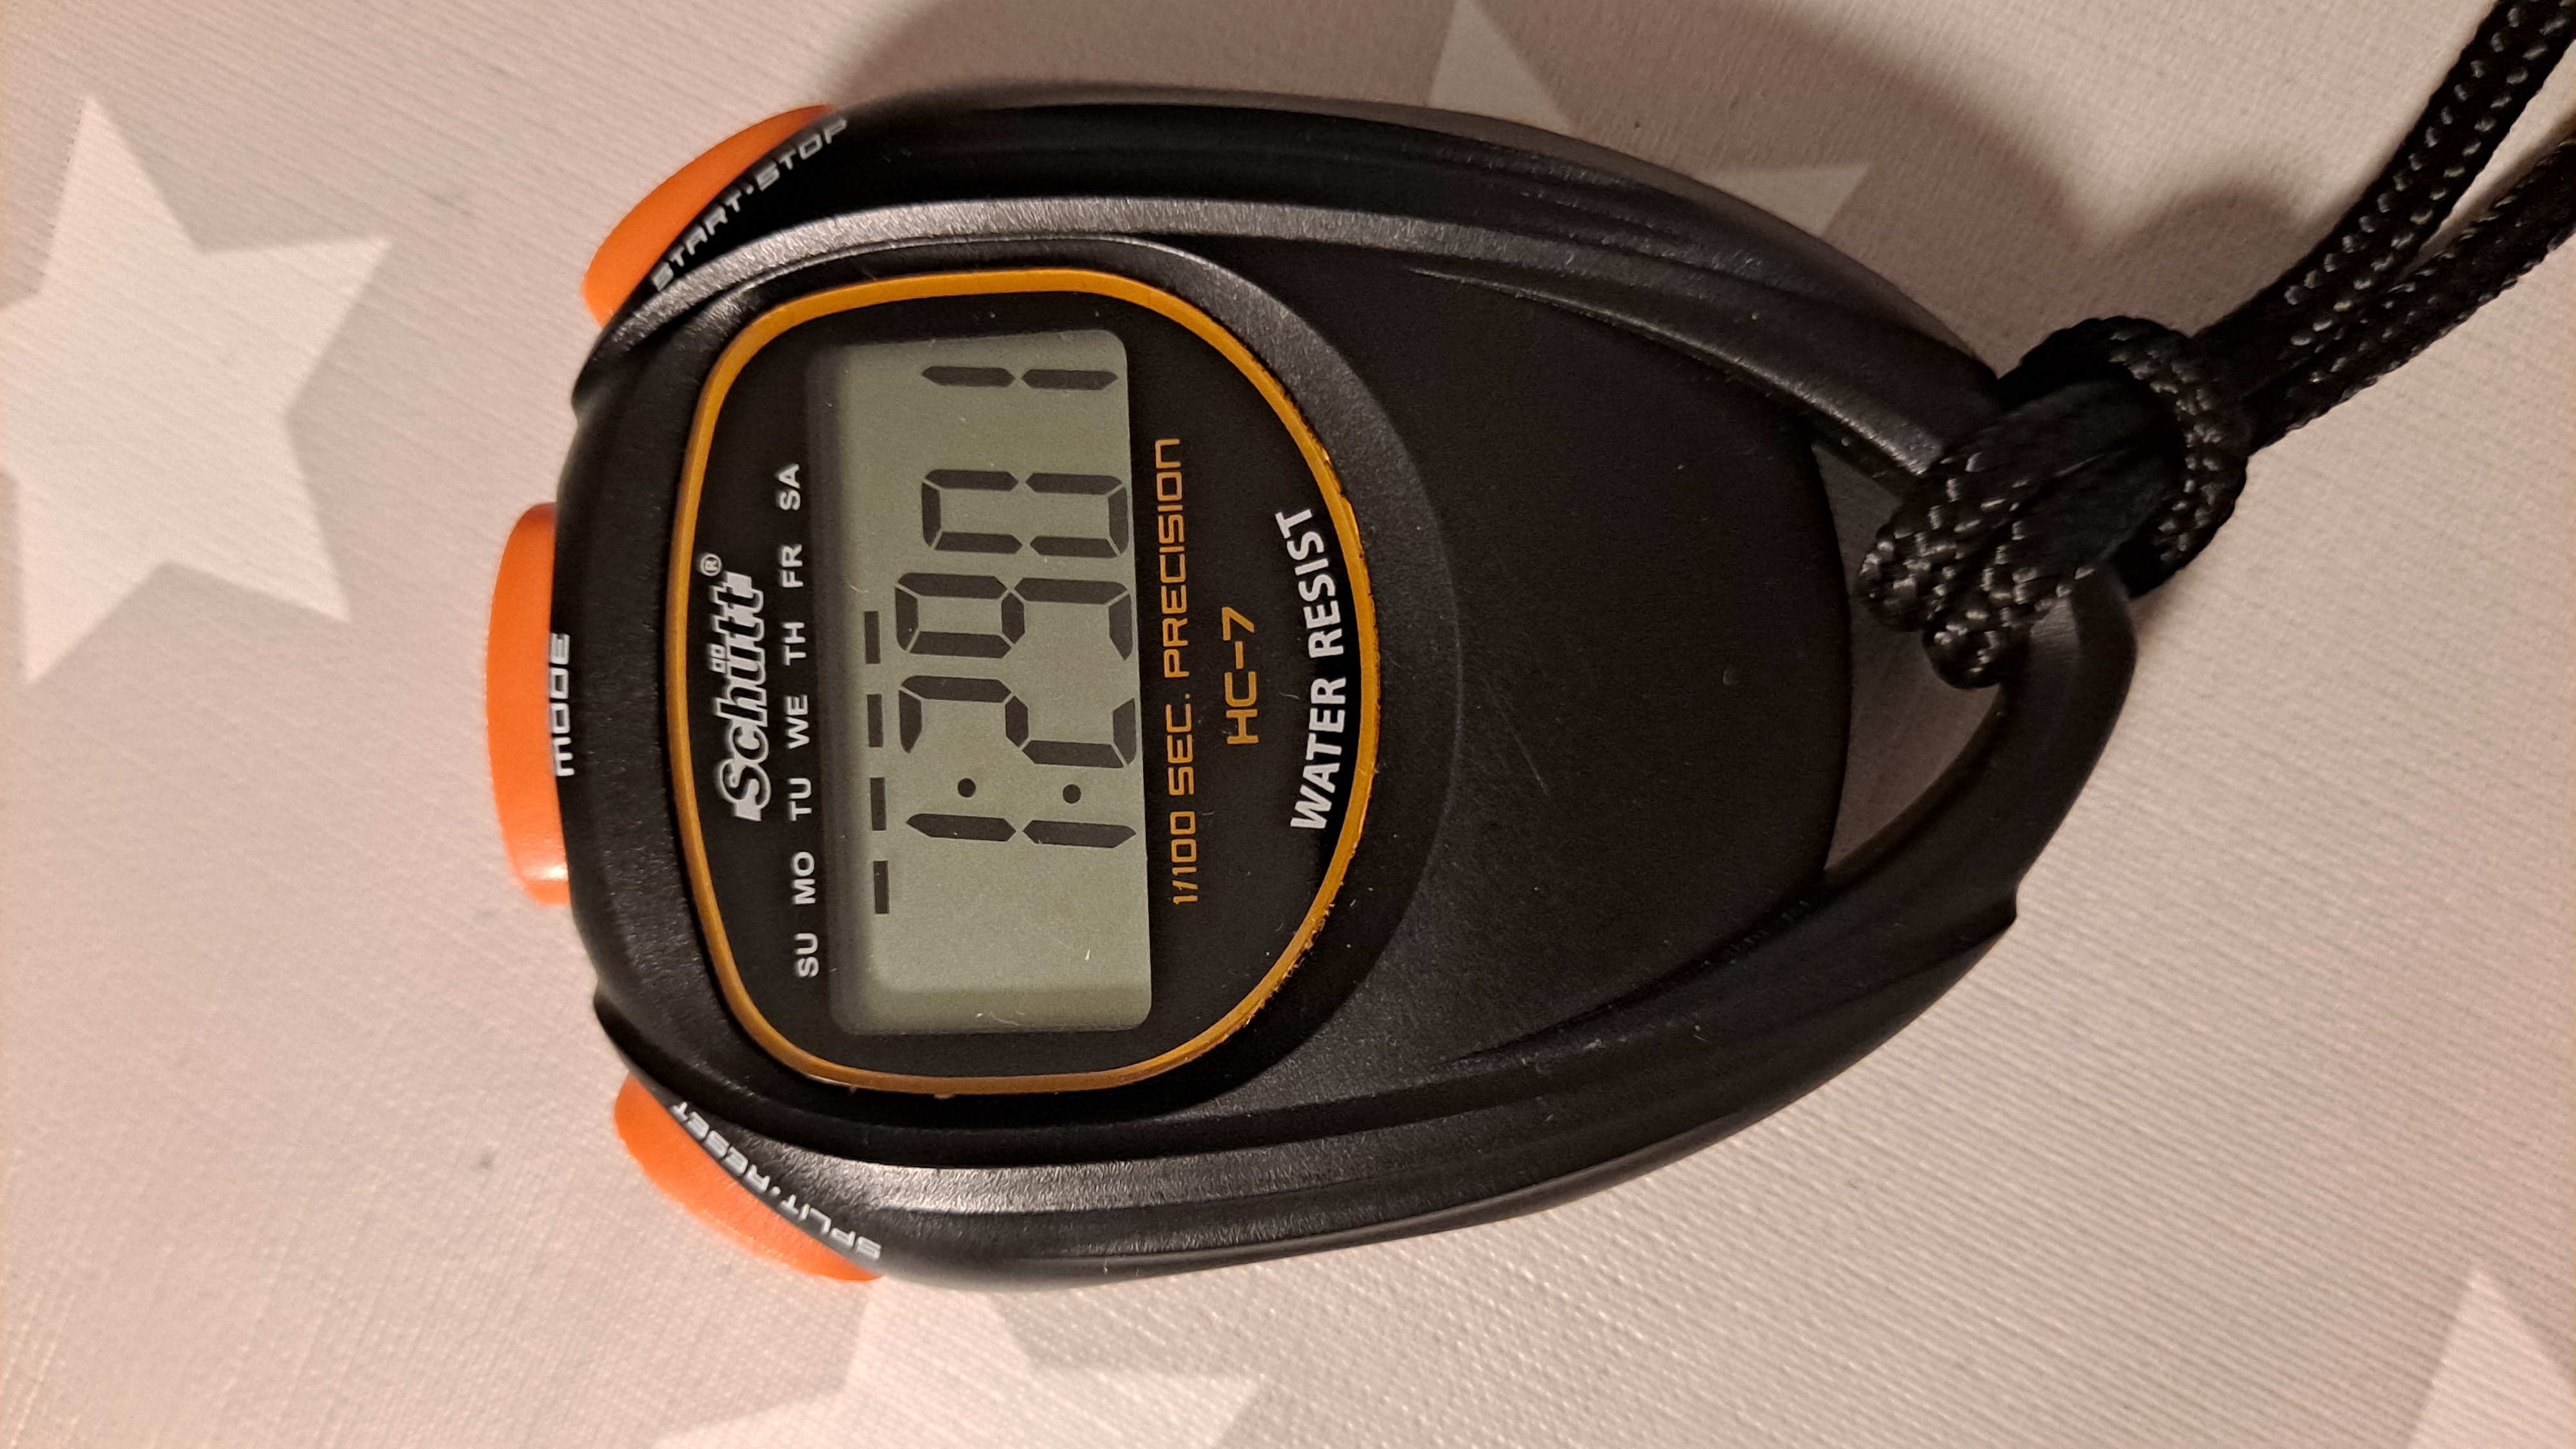 MODE
SPLIT·RESET
START·STOP
Schütt®
SU MO TU WE TH FR SA
1:29 01
1/100 SEC. PRECISION
HC-7
WATER RESIST